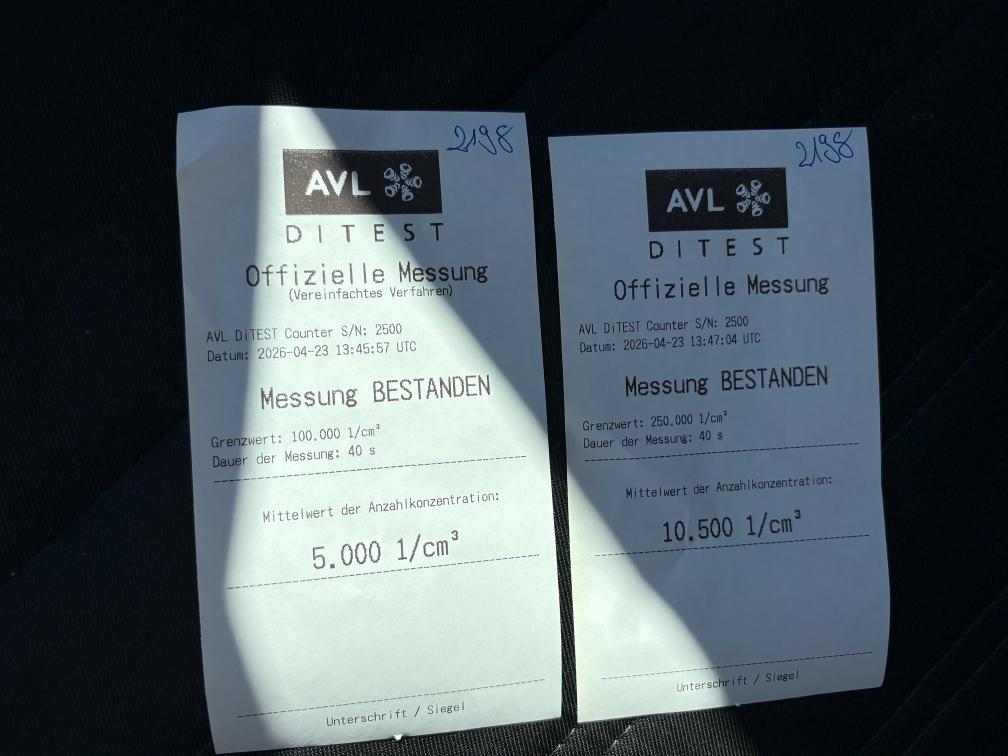 2198
AVL
DITEST
Offizielle Messung
(Vereinfachtes Verfahren)
AVL DiTEST Counter S/N: 2500
Datum: 2026-04-23 13:45:57 UTC
Messung BESTANDEN
Grenzwert: 100.000 1/cm³
Dauer der Messung: 40 s
Mittelwert der Anzahlkonzentration:
5.000 1/cm³
Unterschrift / Siegel
2198
AVL
DITEST
Offizielle Messung
AVL DiTEST Counter S/N: 2500
Datum: 2026-04-23 13:47:04 UTC
Messung BESTANDEN
Grenzwert: 250.000 1/cm³
Dauer der Messung: 40 s
Mittelwert der Anzahlkonzentration:
10.500 1/cm³
Unterschrift / Siegel